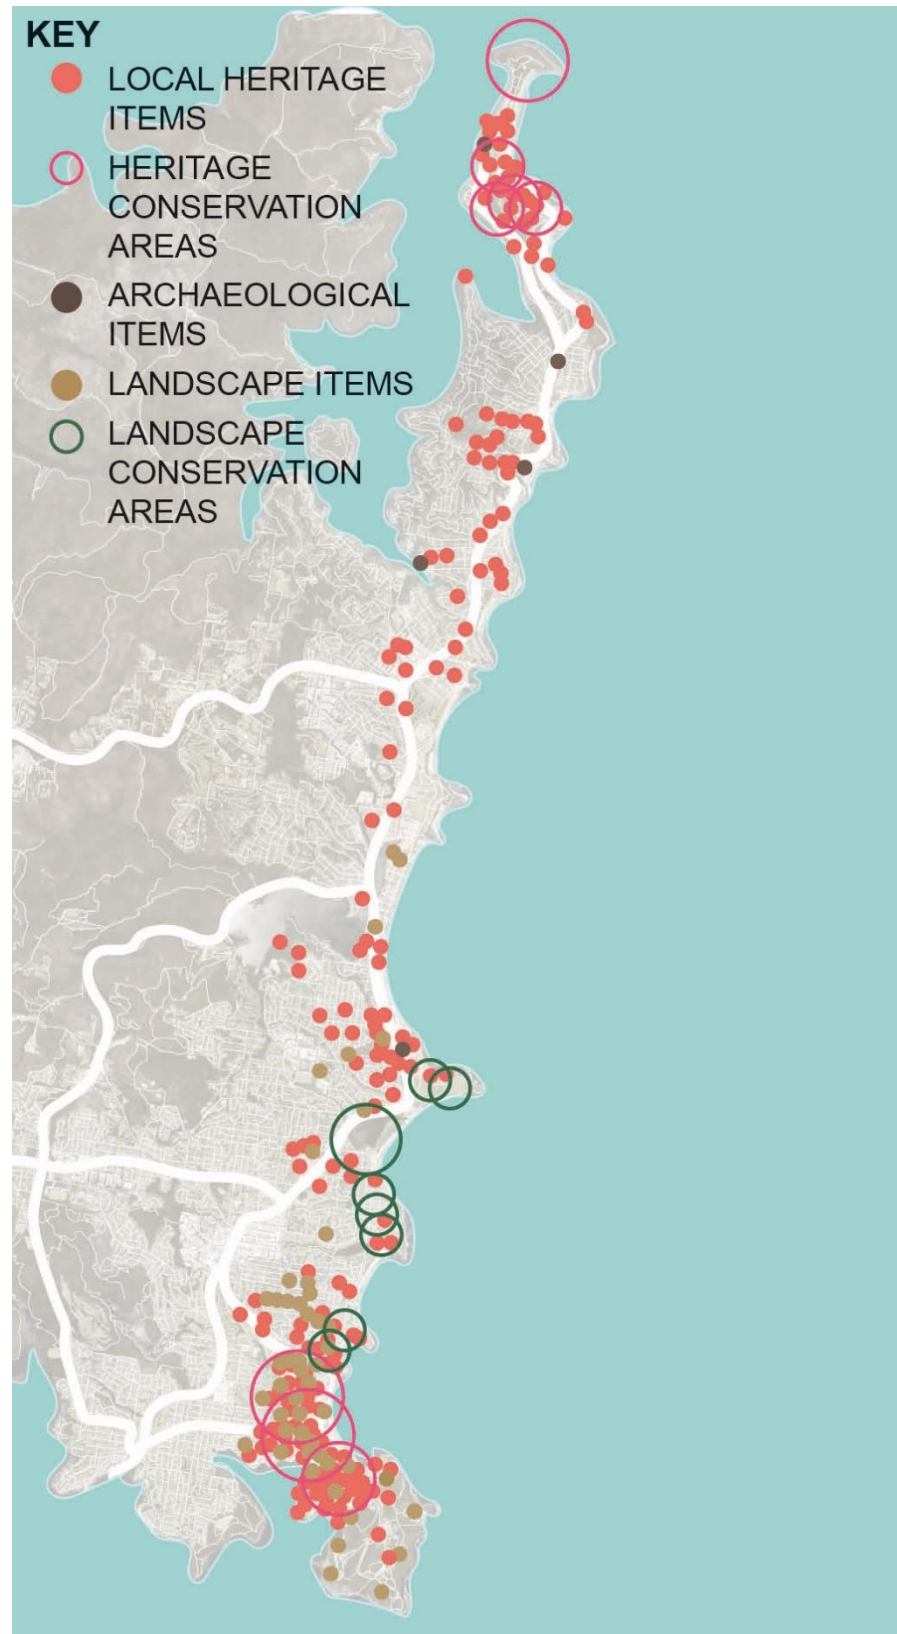 KEY
LOCAL HERITAGE
ITEMS
HERITAGE
CONSERVATION
AREAS
ARCHAEOLOGICAL
ITEMS
LANDSCAPE ITEMS
LANDSCAPE
CONSERVATION
AREAS